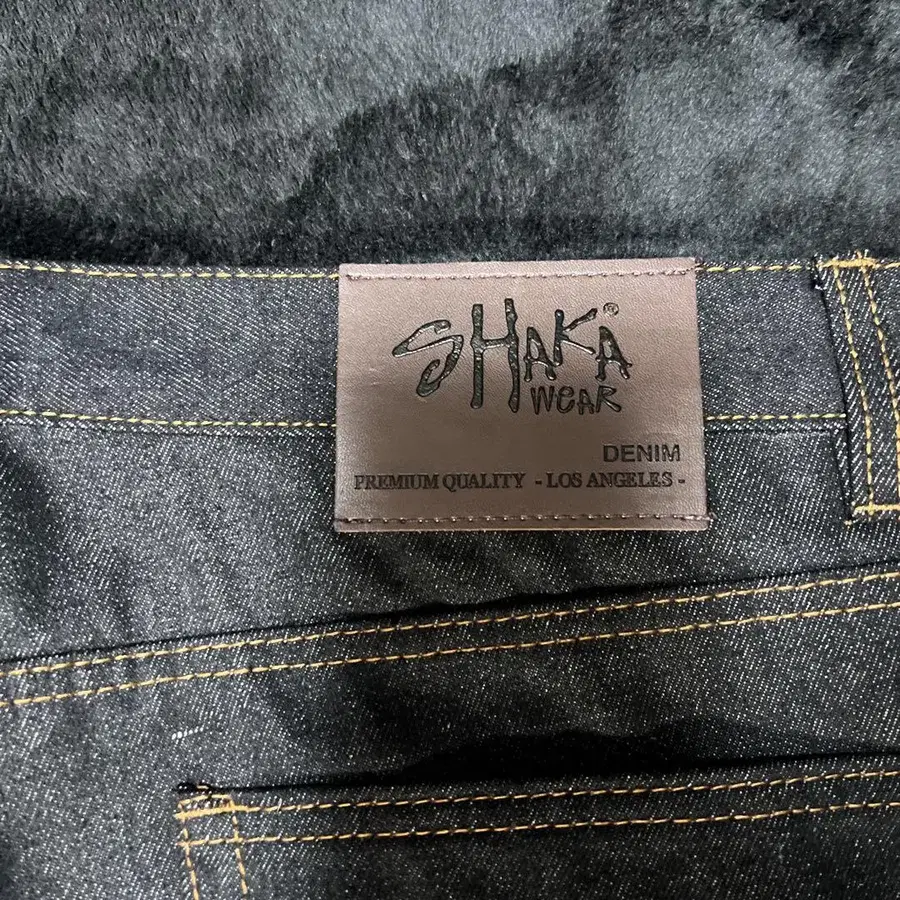 SHAKA®
WEAR
DENIM
PREMIUM QUALITY - LOS ANGELES -